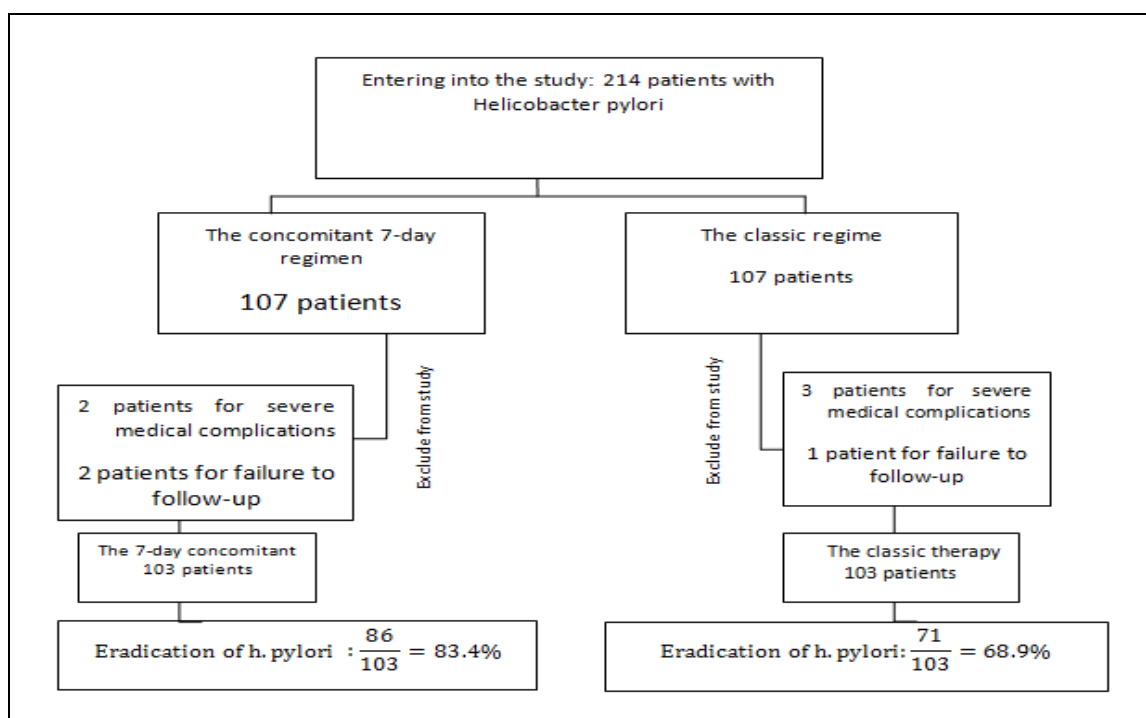 Entering into the study: 214 patients with
Helicobacter pylori
The concomitant 7-day
regimen
107 patients
The classic regime
107 patients
Exclude from study
Exclude from study
2 patients for severe
medical complications
2 patients for failure to
follow-up
3 patients for severe
medical complications
1 patient for failure to
follow-up
The 7-day concomitant
103 patients
The classic therapy
103 patients
Eradication of h. pylori : 86/103 = 83.4%
Eradication of h. pylori: 71/103 = 68.9%